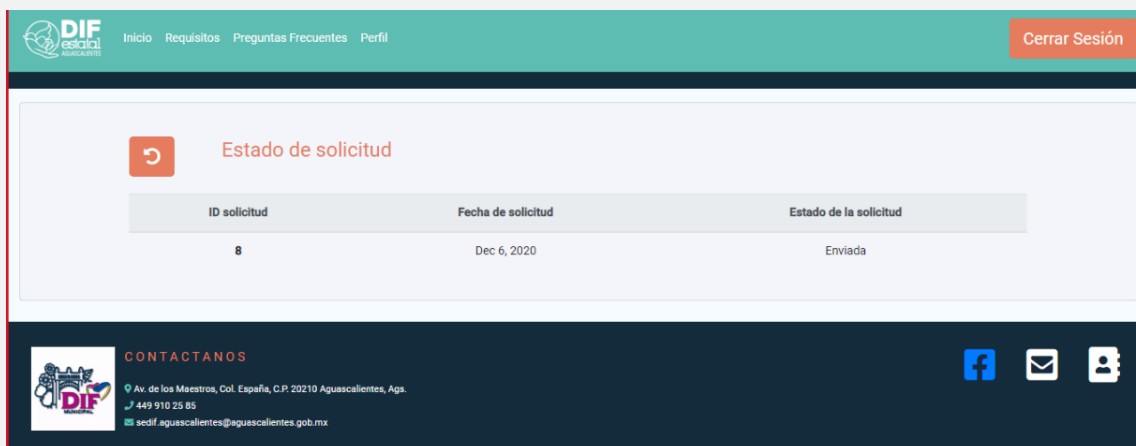 DIF
estatal
AGUASCALIENTES
Inicio Requisitos Preguntas Frecuentes Perfil
Cerrar Sesión
Estado de solicitud
ID solicitud Fecha de solicitud Estado de la solicitud
8 Dec 6, 2020 Enviada
CONTACTANOS
Av. de los Maestros, Col. España, C.P. 20210 Aguascalientes, Ags.
449 910 25 85
sedif.aguascalientes@aguascalientes.gob.mx
DIF
MUNICIPAL